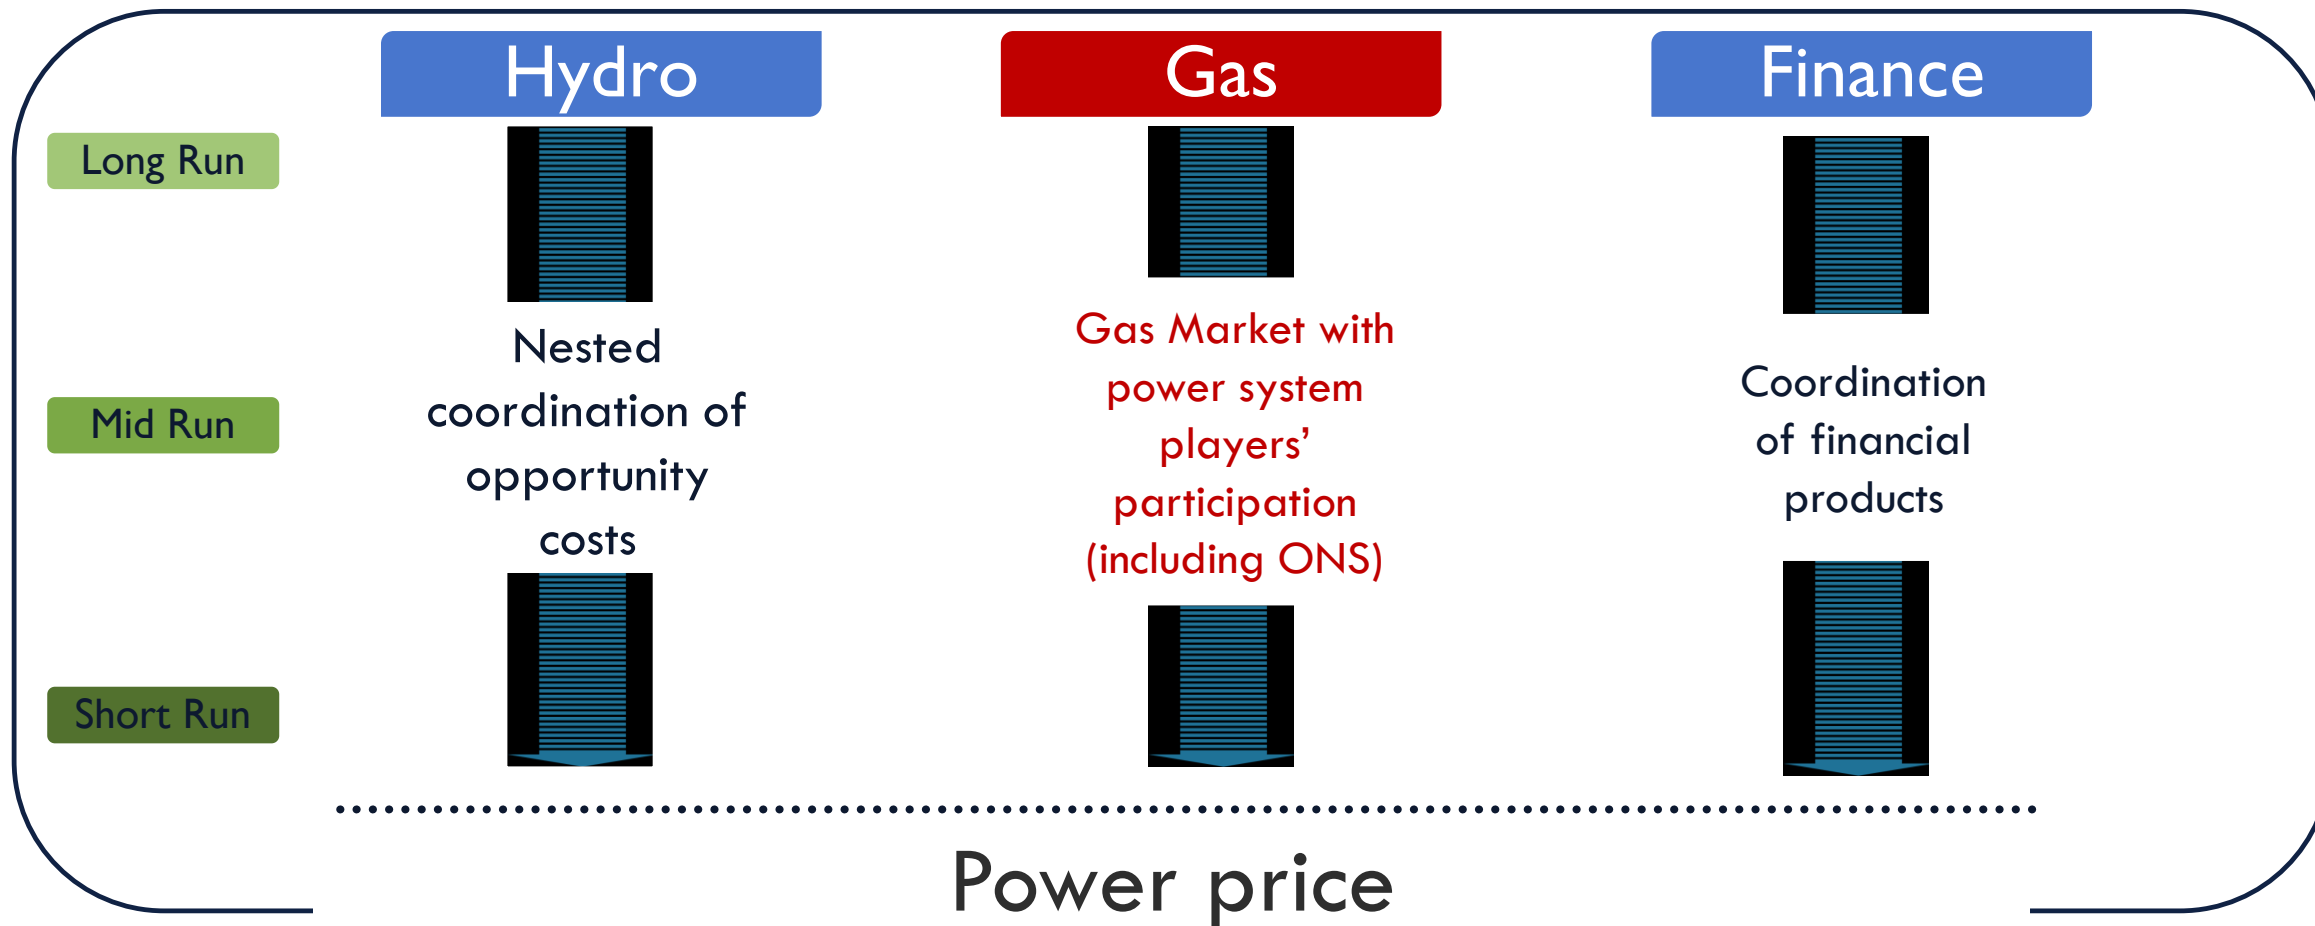 Hydro
Gas
Finance
Long Run
Mid Run
Short Run
Nested
coordination of
opportunity
costs
Gas Market with
power system
players’
participation
(including ONS)
Coordination
of financial
products
Power price